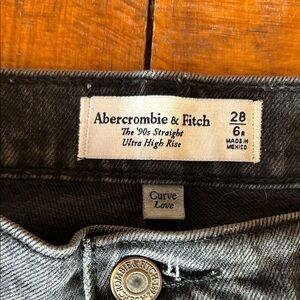 Abercrombie & Fitch
The '90s Straight
Ultra High Rise
28
6R
MADE IN
MEXICO
Curve
Love